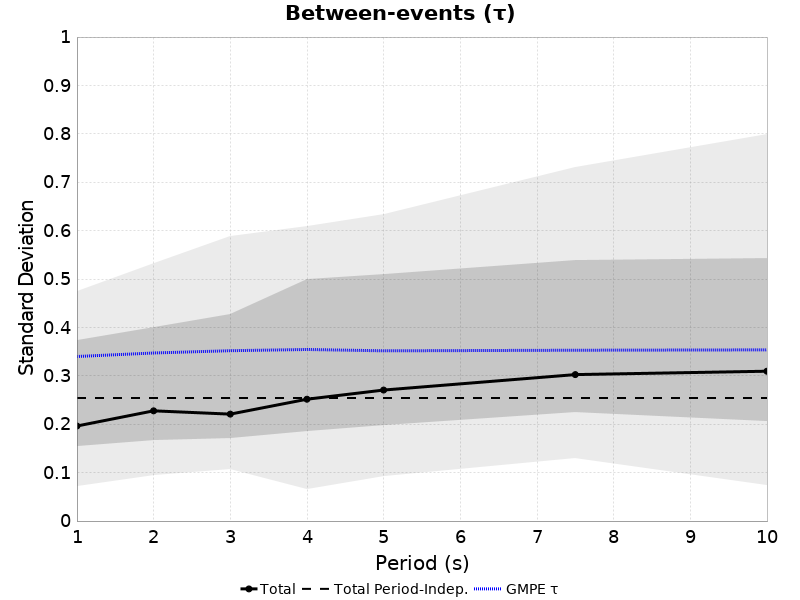 Between-events (τ)
1
0.9
0.8
0.7
0.6
0.5
0.4
0.3
0.2
0.1
0
Standard Deviation
1 2 3 4 5 6 7 8 9 10
Period (s)
Total Total Period-Indep. GMPE τ